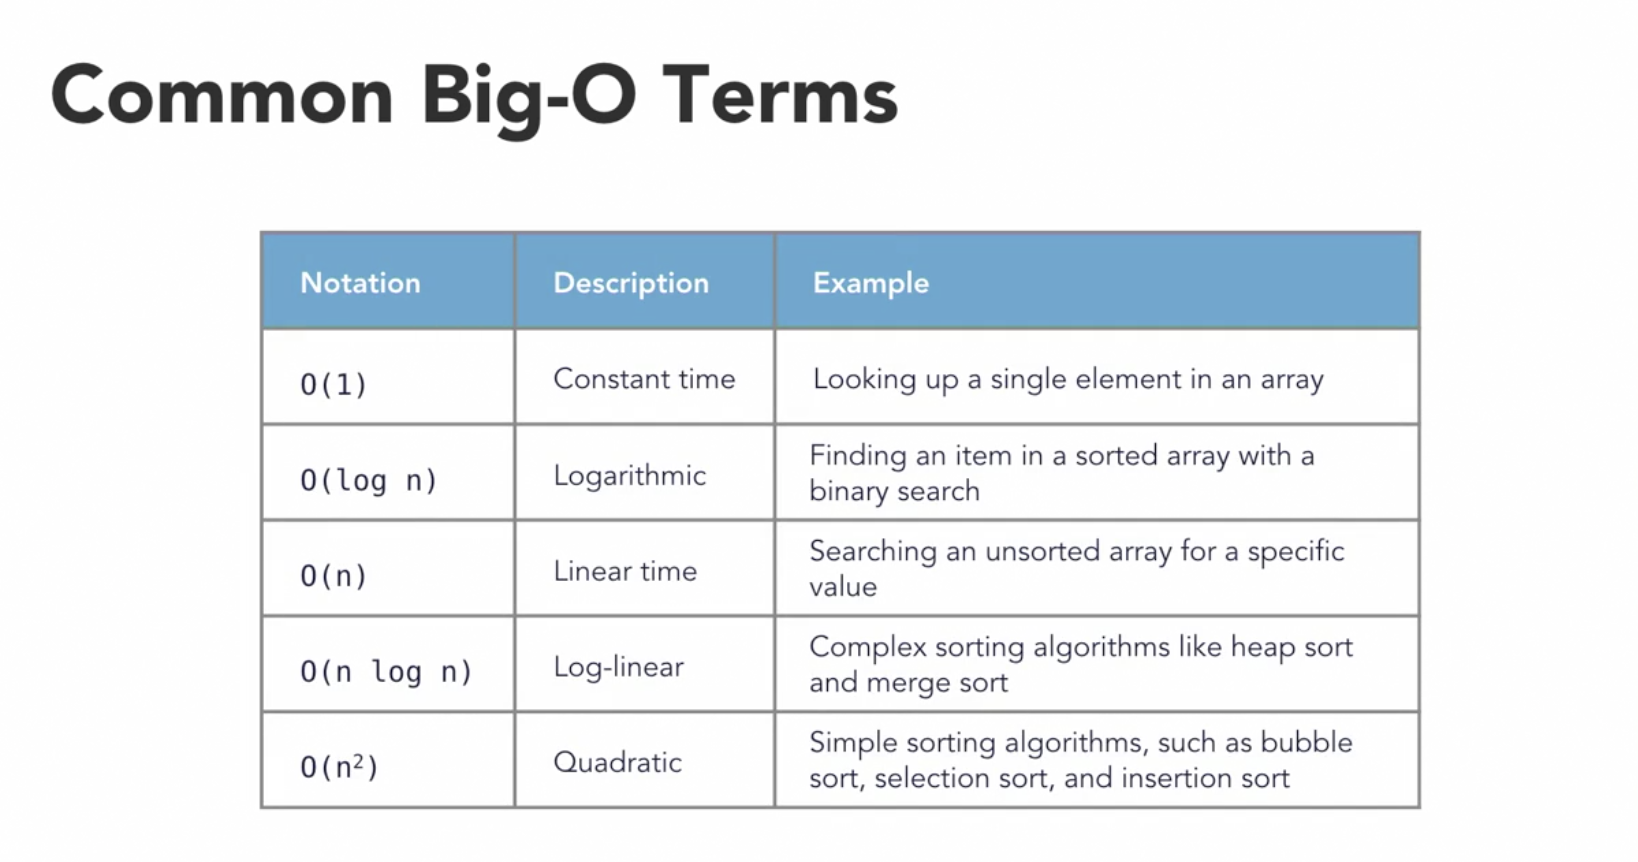 Common Big-O Terms
Notation Description Example
O(1) Constant time Looking up a single element in an array
O(log n) Logarithmic Finding an item in a sorted array with a
binary search
O(n) Linear time Searching an unsorted array for a specific
value
O(n log n) Log-linear Complex sorting algorithms like heap sort
and merge sort
O(n²) Quadratic Simple sorting algorithms, such as bubble
sort, selection sort, and insertion sort